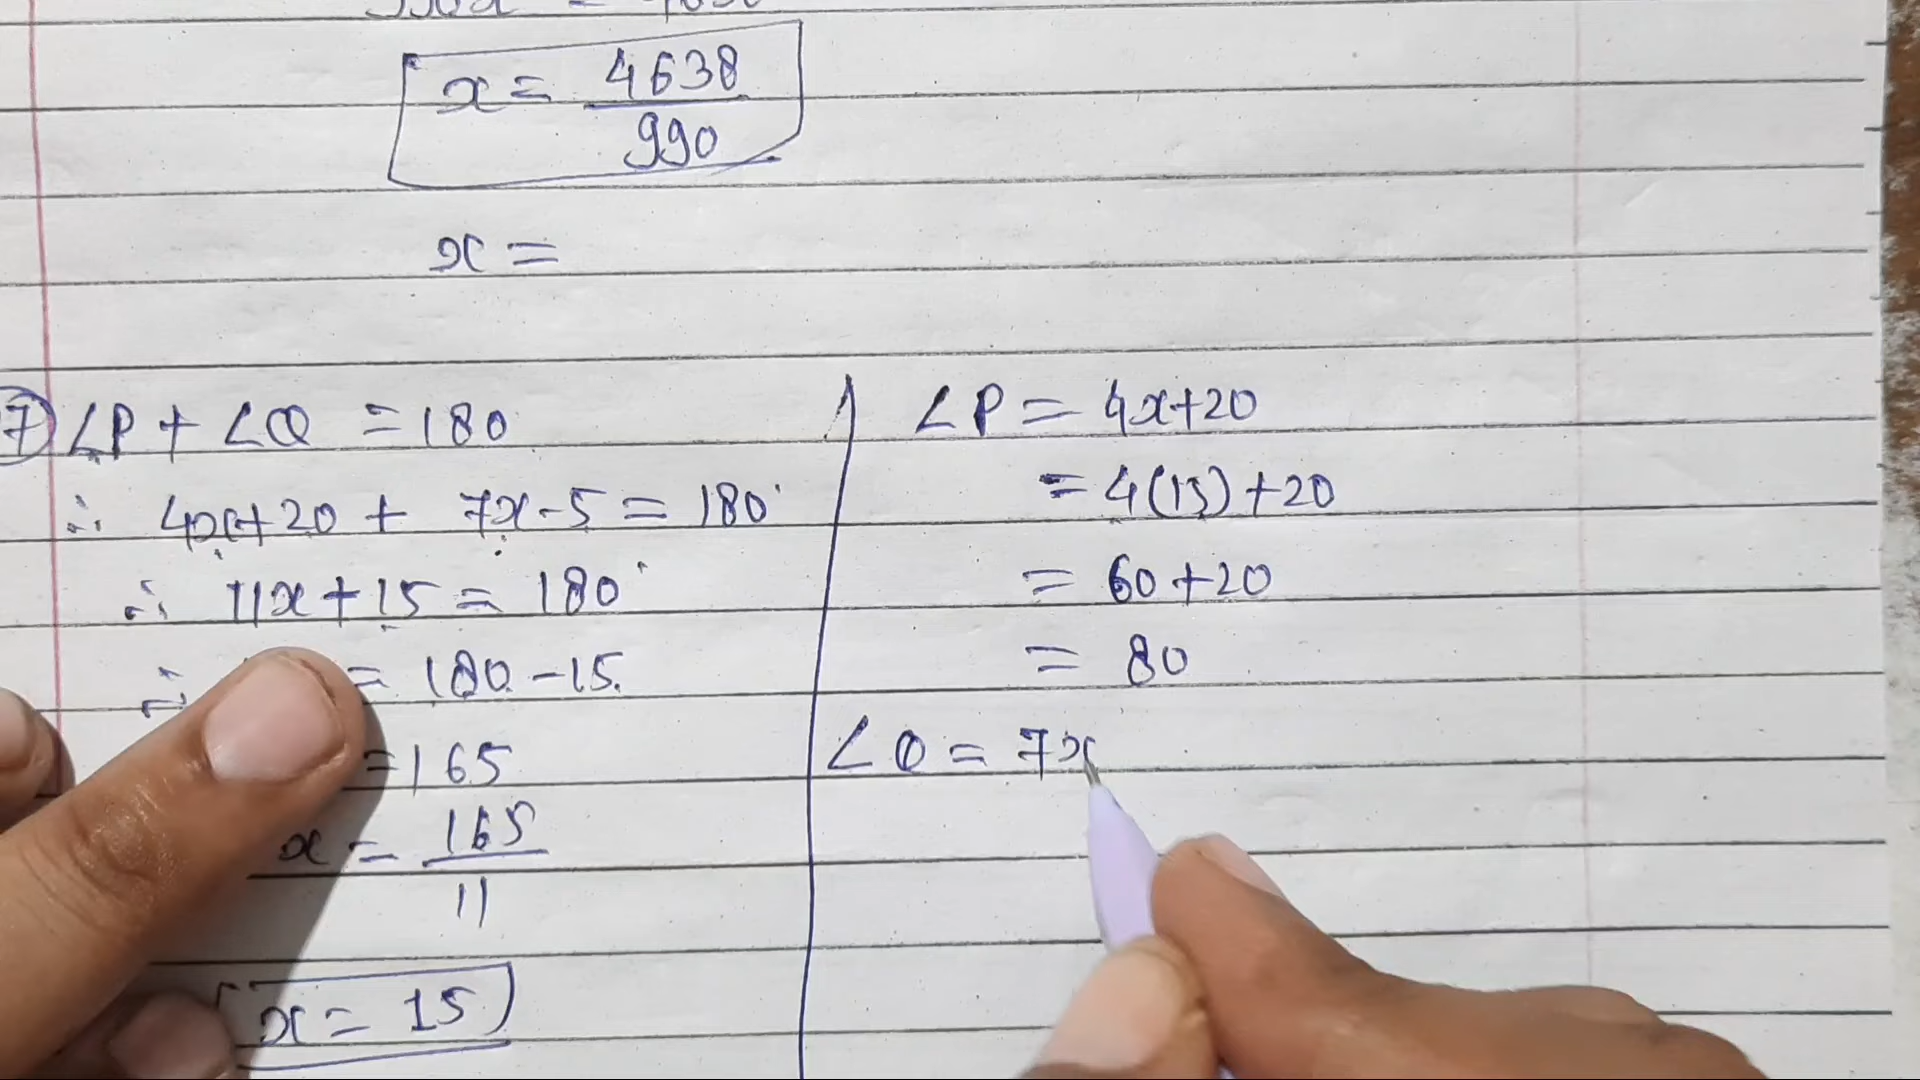 x = 4638/990
x =
7) ∠P + ∠Q = 180
∴ 4x+20 + 7x-5 = 180°
∴ 11x+15 = 180°
∴ = 180-15
=165
x = 165/11
x = 15
∠P = 4x+20
= 4(15)+20
= 60+20
= 80
∠Q = 7x